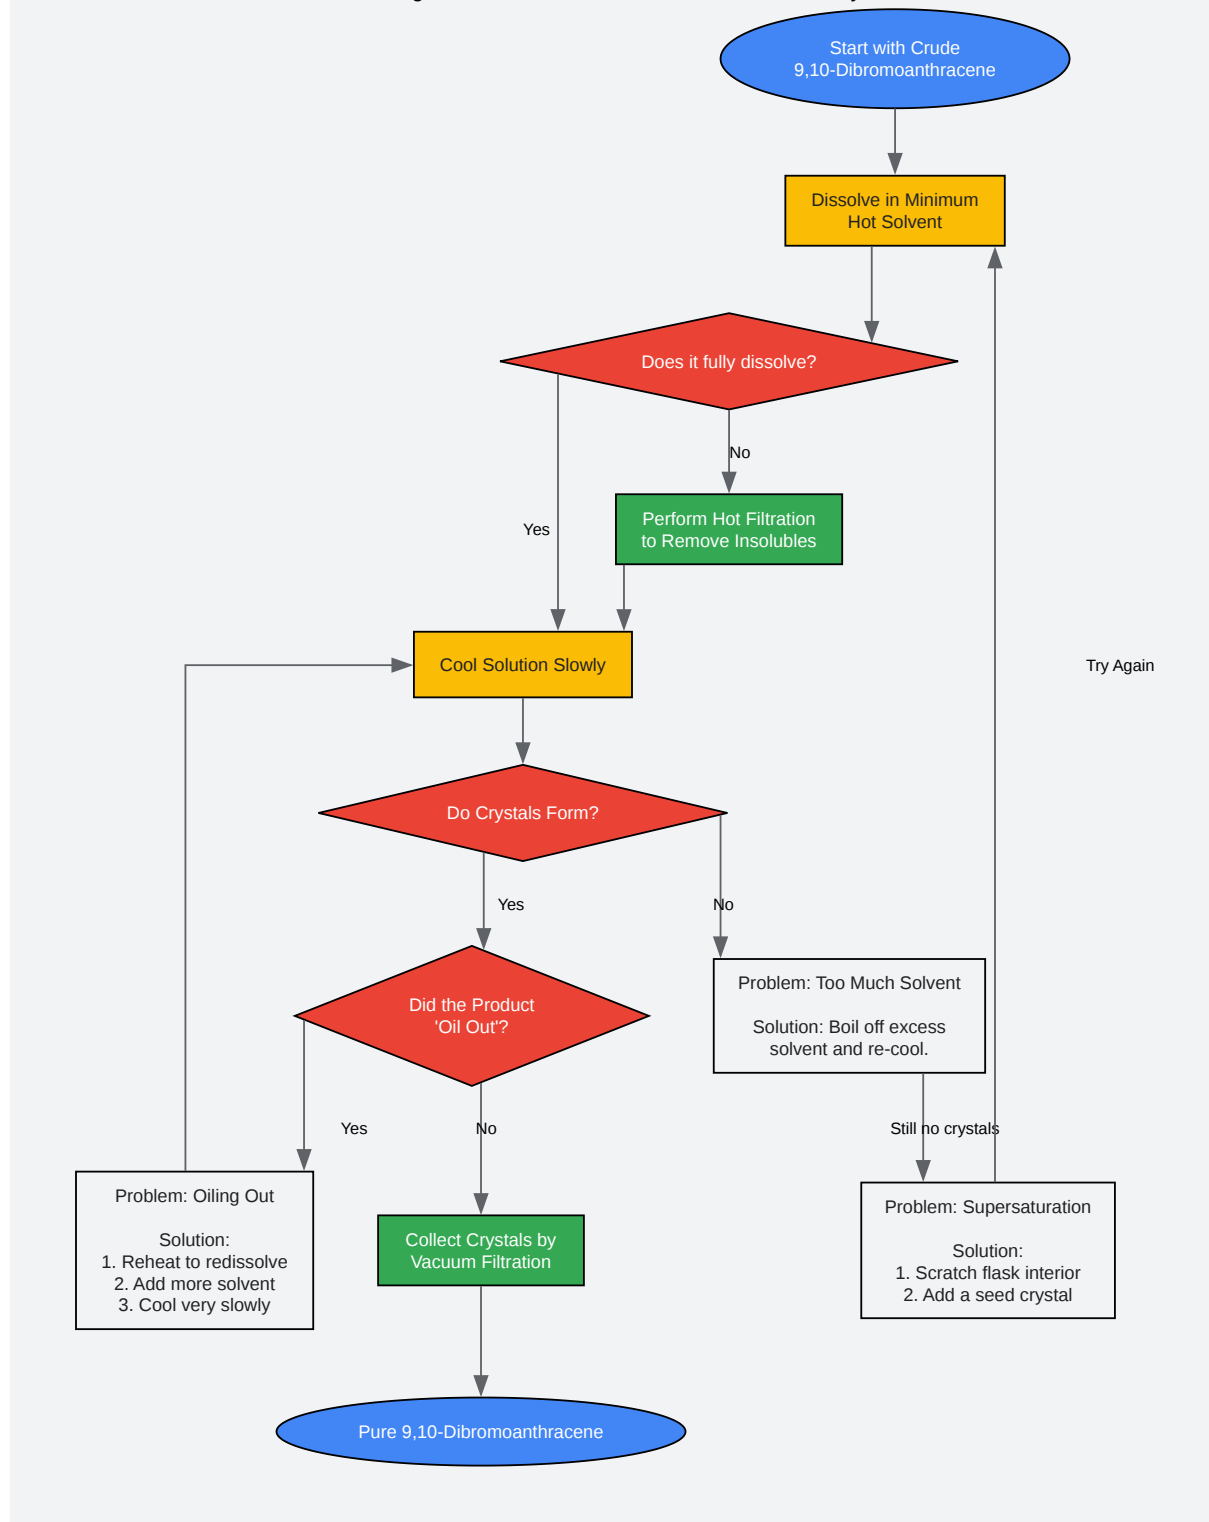 Start with Crude
9,10-Dibromoanthracene
Dissolve in Minimum
Hot Solvent
Does it fully dissolve?
No
Perform Hot Filtration
to Remove Insolubles
Yes
Cool Solution Slowly
Try Again
Do Crystals Form?
Yes
No
Did the Product
'Oil Out'?
Problem: Too Much Solvent
Solution: Boil off excess
solvent and re-cool.
Yes
No
Still no crystals
Problem: Oiling Out
Solution:
1. Reheat to redissolve
2. Add more solvent
3. Cool very slowly
Collect Crystals by
Vacuum Filtration
Problem: Supersaturation
Solution:
1. Scratch flask interior
2. Add a seed crystal
Pure 9,10-Dibromoanthracene